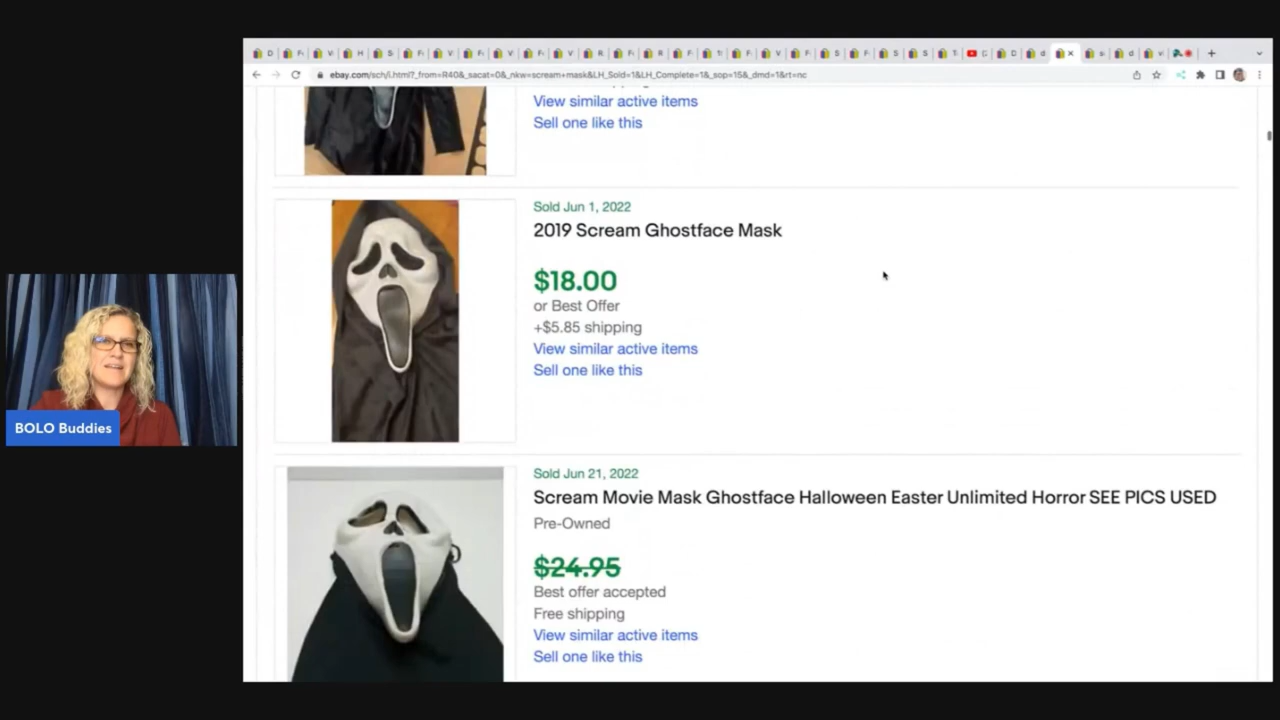 ebay.com/sch/i.html?_from=R40&_sacat=0&_nkw=scream+mask&LH_Sold=1&LH_Complete=1&_sop=15&_dmd=1&rt=nc
View similar active items
Sell one like this
Sold Jun 1, 2022
2019 Scream Ghostface Mask
$18.00
or Best Offer
+$5.85 shipping
View similar active items
Sell one like this
BOLO Buddies
Sold Jun 21, 2022
Scream Movie Mask Ghostface Halloween Easter Unlimited Horror SEE PICS USED
Pre-Owned
$24.95
Best offer accepted
Free shipping
View similar active items
Sell one like this